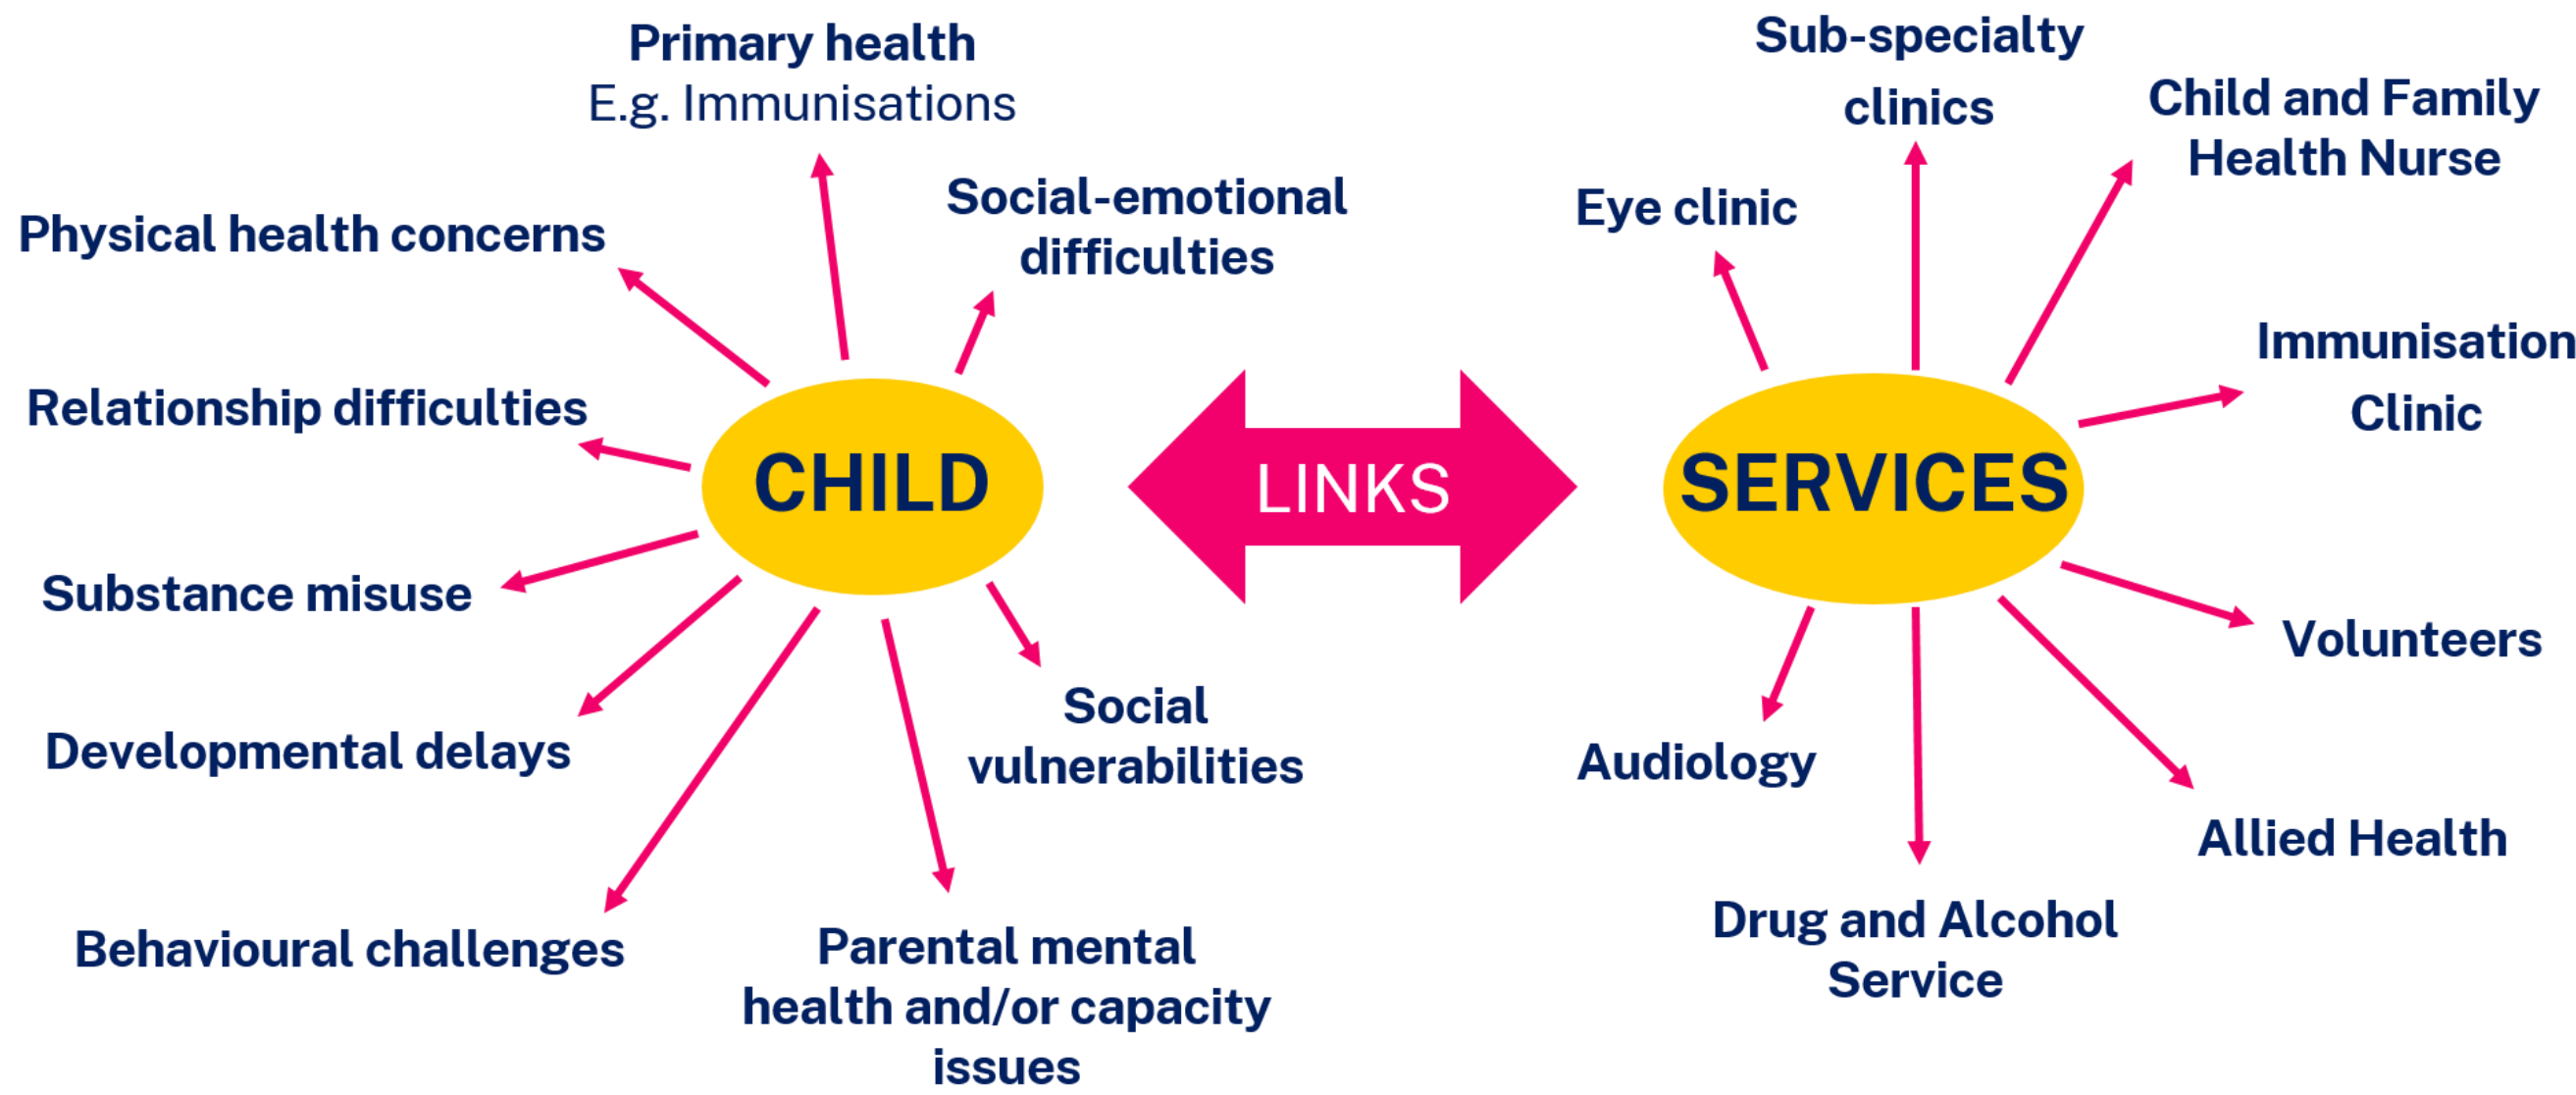 Primary health
E.g. Immunisations
Social-emotional
difficulties
Physical health concerns
Relationship difficulties
CHILD
Substance misuse
Developmental delays
Behavioural challenges
Parental mental
health and/or capacity
issues
Social
vulnerabilities
LINKS
Sub-specialty
clinics
Child and Family
Health Nurse
Eye clinic
Immunisation
Clinic
SERVICES
Volunteers
Audiology
Allied Health
Drug and Alcohol
Service